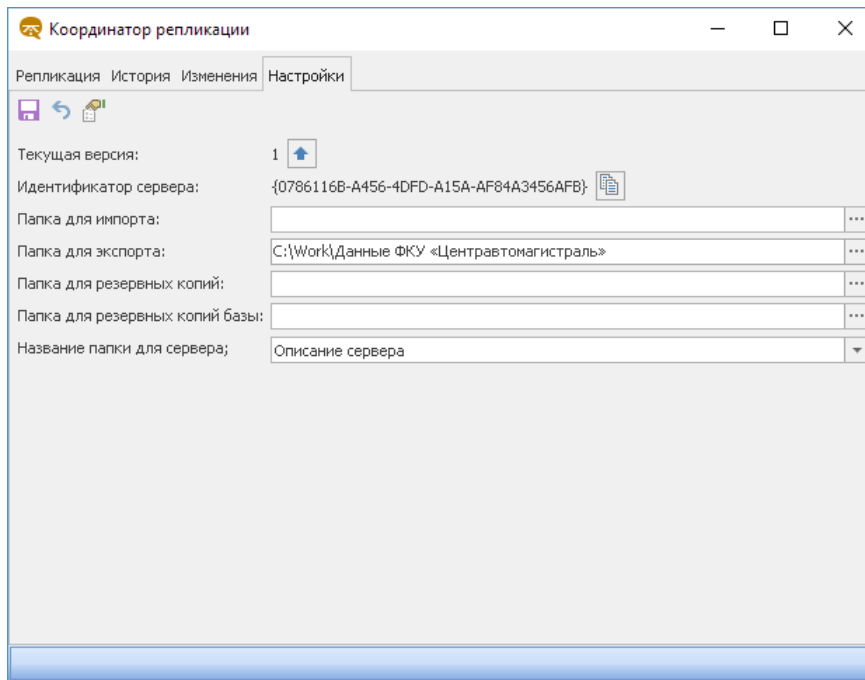 Координатор репликации
Репликация История Изменения Настройки
Текущая версия: 1
Идентификатор сервера: {0786116B-A456-4DFD-A15A-AF84A3456AFB}
Папка для импорта:
Папка для экспорта: C:\Work\Данные ФКУ «Центравтомагистраль»
Папка для резервных копий:
Папка для резервных копий базы:
Название папки для сервера; Описание сервера